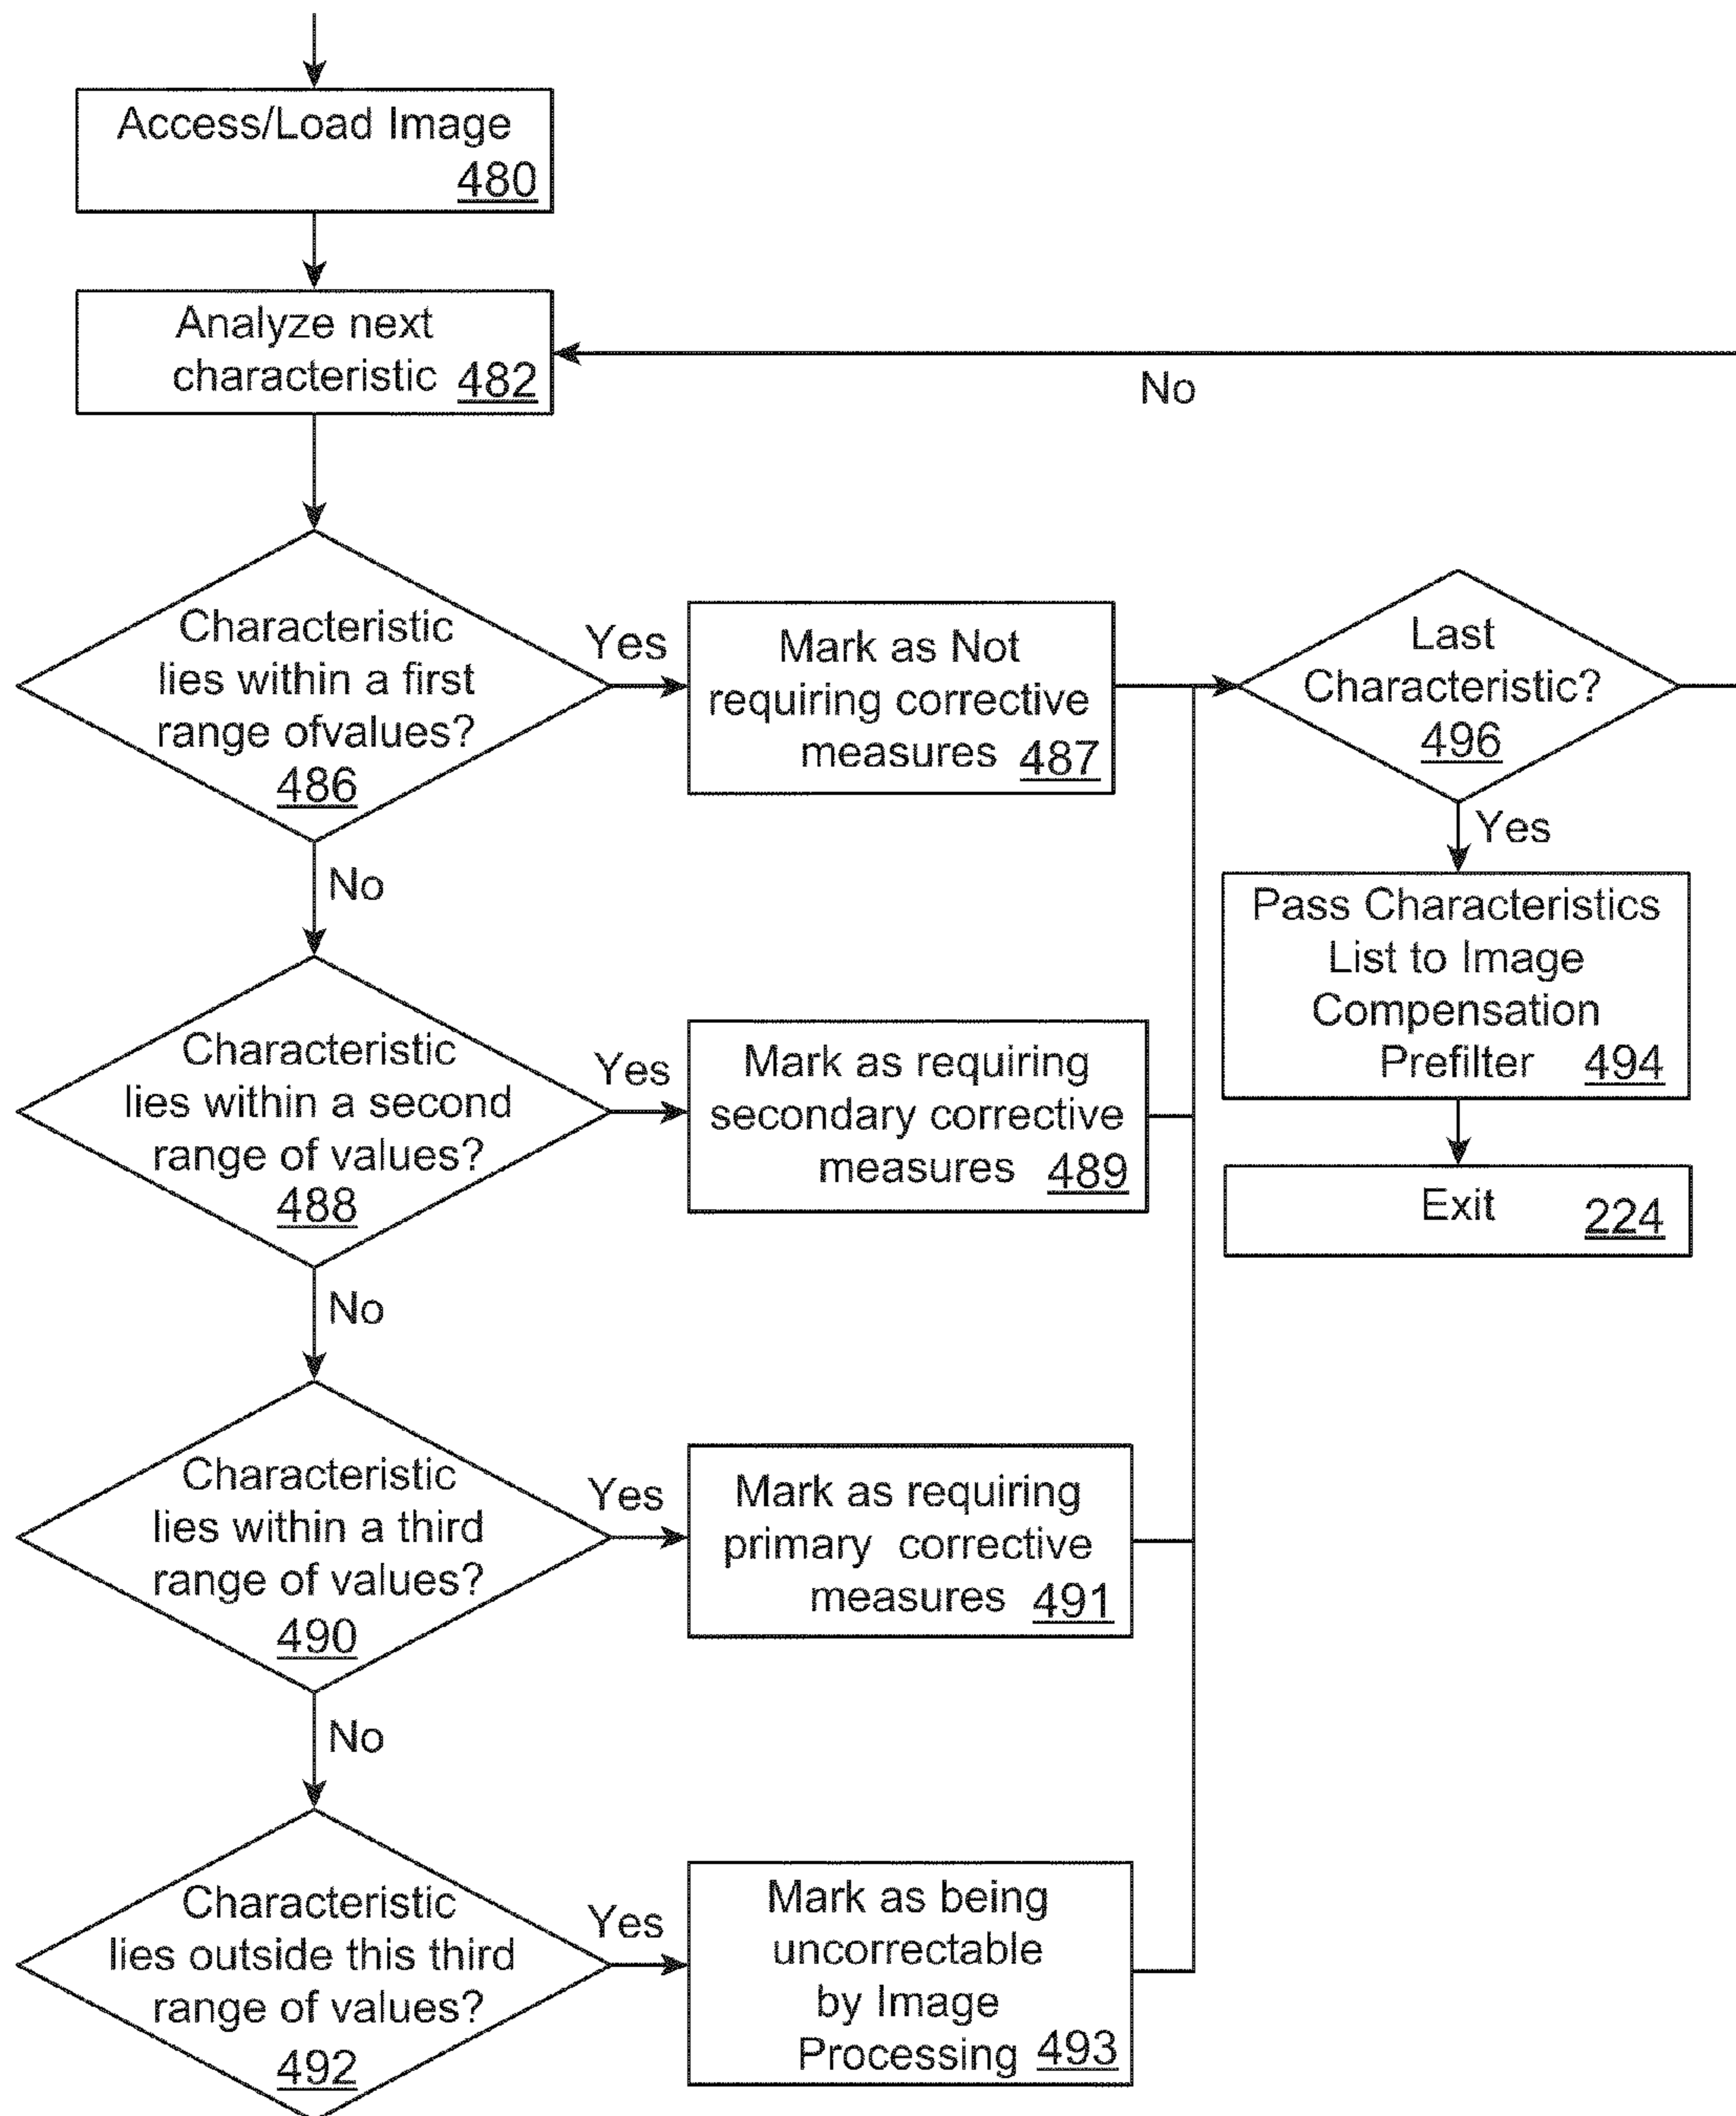 Access/Load Image
480
Analyze next
characteristic 482
No
Characteristic
lies within a first
range ofvalues?
486
Yes
Mark as Not
requiring corrective
measures 487
Last
Characteristic?
496
Yes
Pass Characteristics
List to Image
Compensation
Prefilter 494
Exit 224
No
Characteristic
lies within a second
range of values?
488
Yes
Mark as requiring
secondary corrective
measures 489
No
Characteristic
lies within a third
range of values?
490
Yes
Mark as requiring
primary corrective
measures 491
No
Characteristic
lies outside this third
range of values?
492
Yes
Mark as being
uncorrectable
by Image
Processing 493